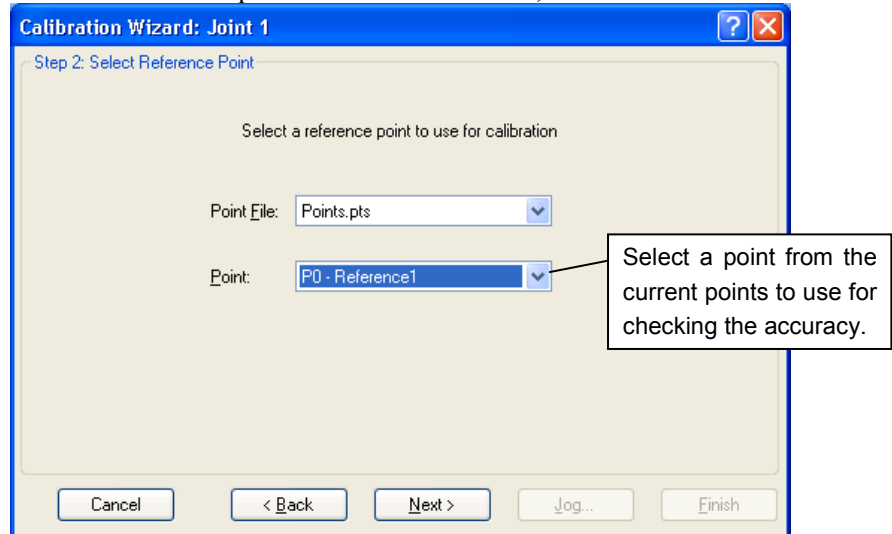 Calibration Wizard: Joint 1
Step 2: Select Reference Point
Select a reference point to use for calibration
Point File: Points.pts
Point: P0 - Reference1
Select a point from the
current points to use for
checking the accuracy.
Cancel < Back Next > Jog... Finish